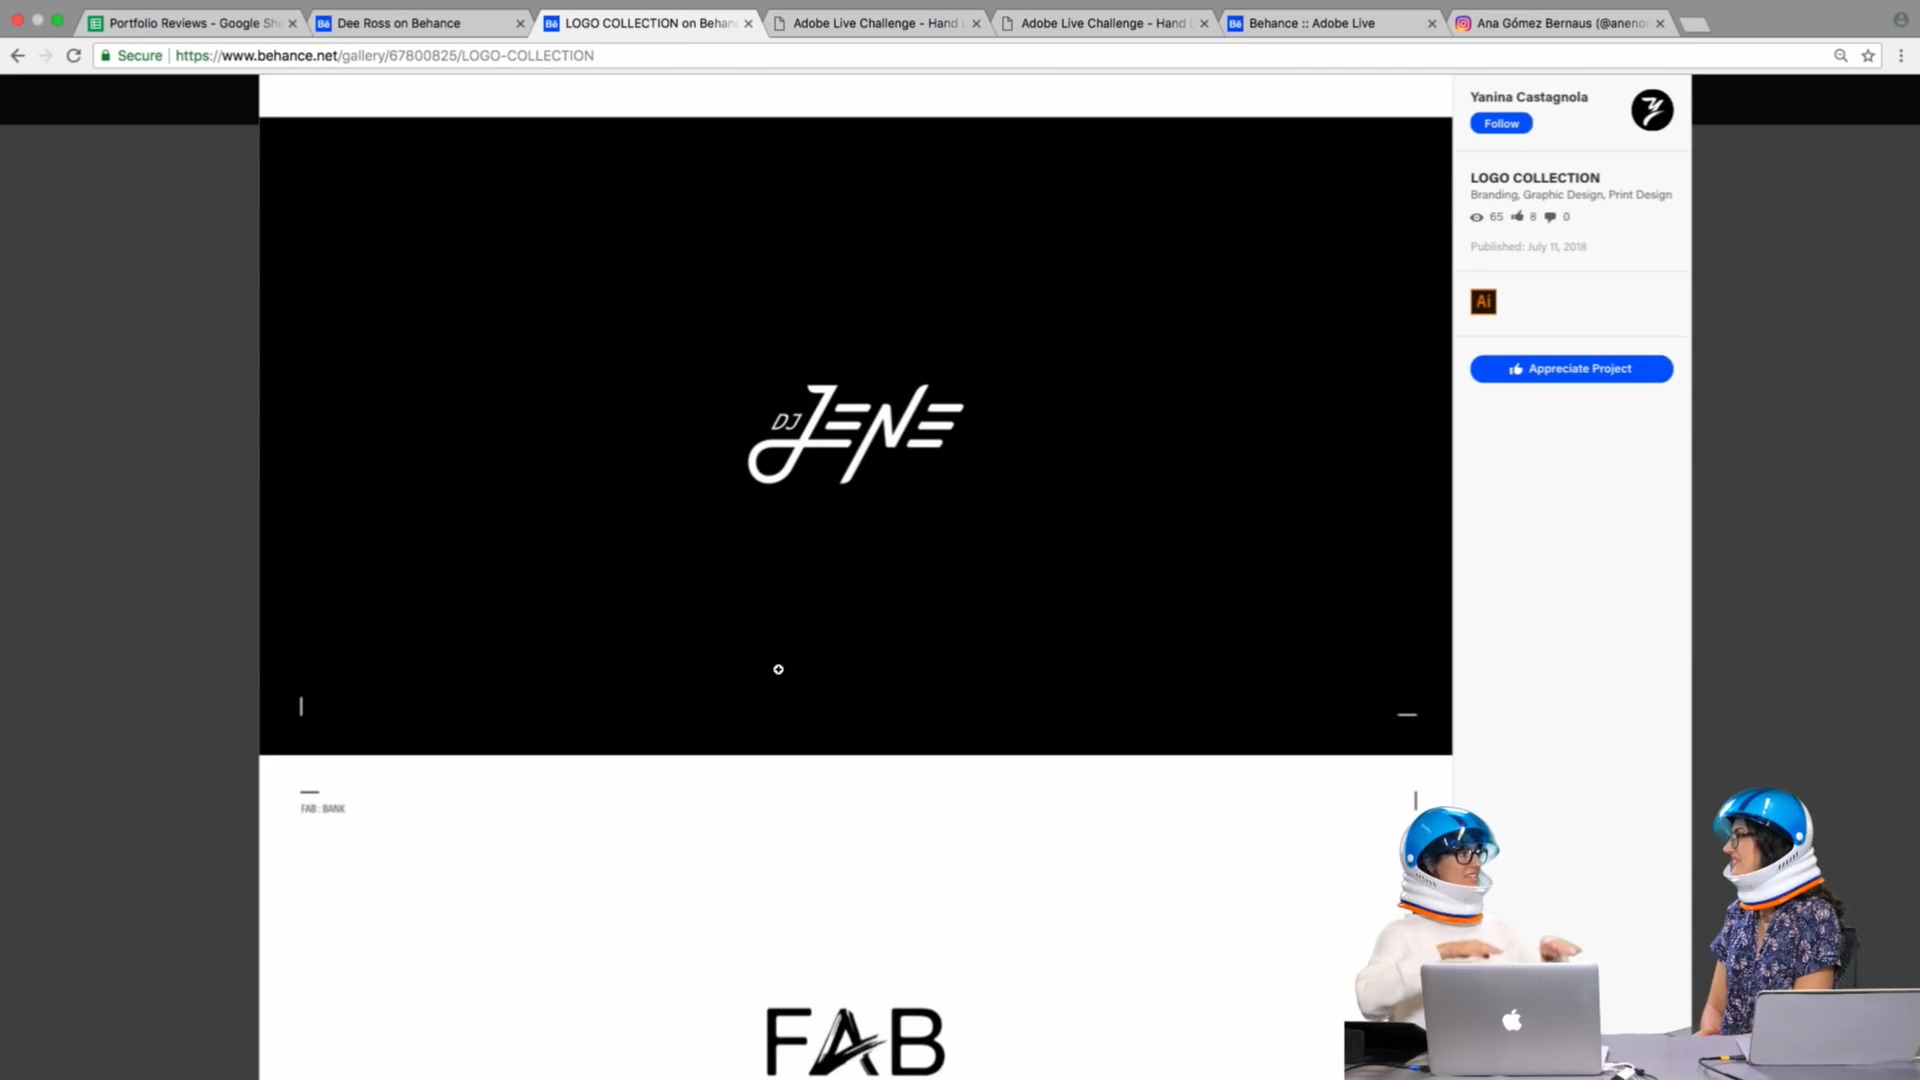 Portfolio Reviews - Google She
Dee Ross on Behance
LOGO COLLECTION on Behanc
Adobe Live Challenge - Hand L
Adobe Live Challenge - Hand L
Behance :: Adobe Live
Ana Gómez Bernaus (@aneno
Secure
https://www.behance.net/gallery/67800825/LOGO-COLLECTION
Yanina Castagnola
Follow
LOGO COLLECTION
Branding, Graphic Design, Print Design
65 8 0
Published: July 11, 2018
Ai
Appreciate Project
DJ JENE
FAB : BANK
FAB